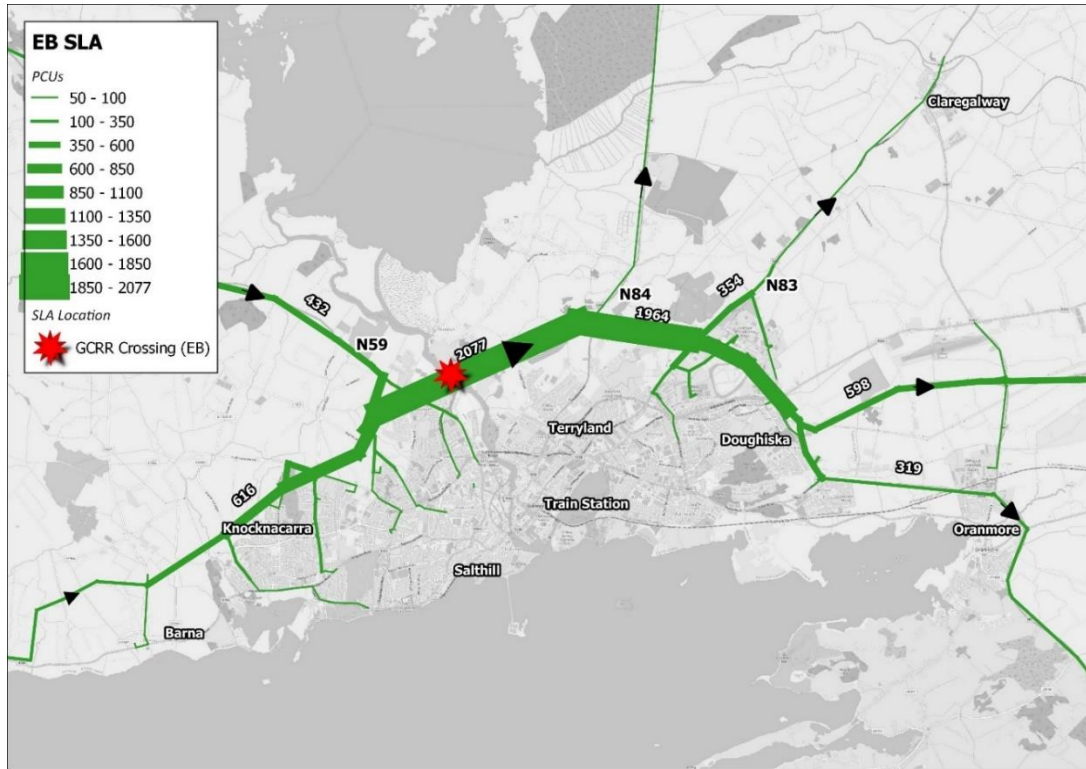 EB SLA
PCUs
50 - 100
100 - 350
350 - 600
600 - 850
850 - 1100
1100 - 1350
1350 - 1600
1600 - 1850
1850 - 2077
SLA Location
GCRR Crossing (EB)
Claregalway
432
N59
2077
N84
1964
354
N83
598
Terryland
Doughiska
319
616
Knocknacarra
Train Station
Oranmore
Salthill
Barna